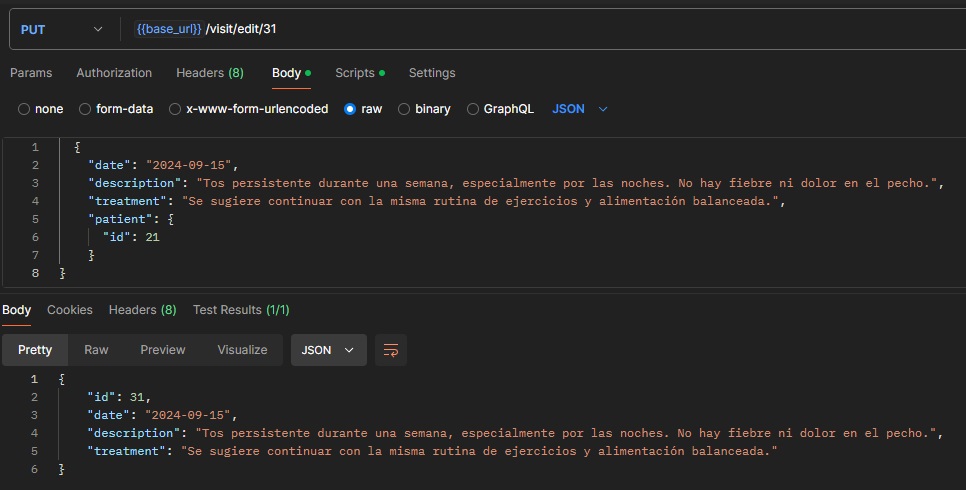 PUT {{base_url}} /visit/edit/31
Params Authorization Headers (8) Body Scripts Settings
none form-data x-www-form-urlencoded raw binary GraphQL JSON
1 {
2 "date": "2024-09-15",
3 "description": "Tos persistente durante una semana, especialmente por las noches. No hay fiebre ni dolor en el pecho.",
4 "treatment": "Se sugiere continuar con la misma rutina de ejercicios y alimentación balanceada.",
5 "patient": {
6 "id": 21
7 }
8 }
Body Cookies Headers (8) Test Results (1/1)
Pretty Raw Preview Visualize JSON
1 {
2 "id": 31,
3 "date": "2024-09-15",
4 "description": "Tos persistente durante una semana, especialmente por las noches. No hay fiebre ni dolor en el pecho.",
5 "treatment": "Se sugiere continuar con la misma rutina de ejercicios y alimentación balanceada."
6 }